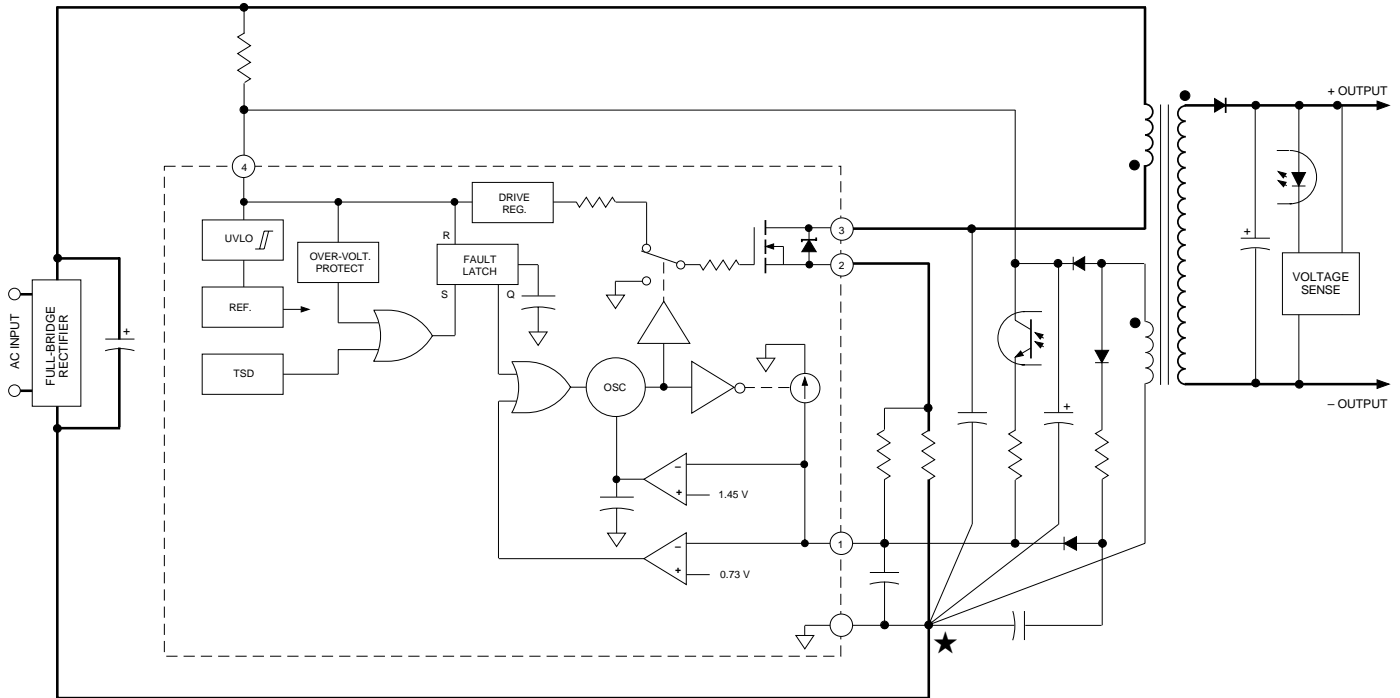 + OUTPUT
4
DRIVE
REG.
R
3
UVLO
OVER-VOLT.
PROTECT
FAULT
LATCH
2
+
VOLTAGE
SENSE
AC INPUT
FULL-BRIDGE
RECTIFIER
+
REF.
S
Q
TSD
OSC
– OUTPUT
+
–
+
1.45 V
1
–
+
0.73 V